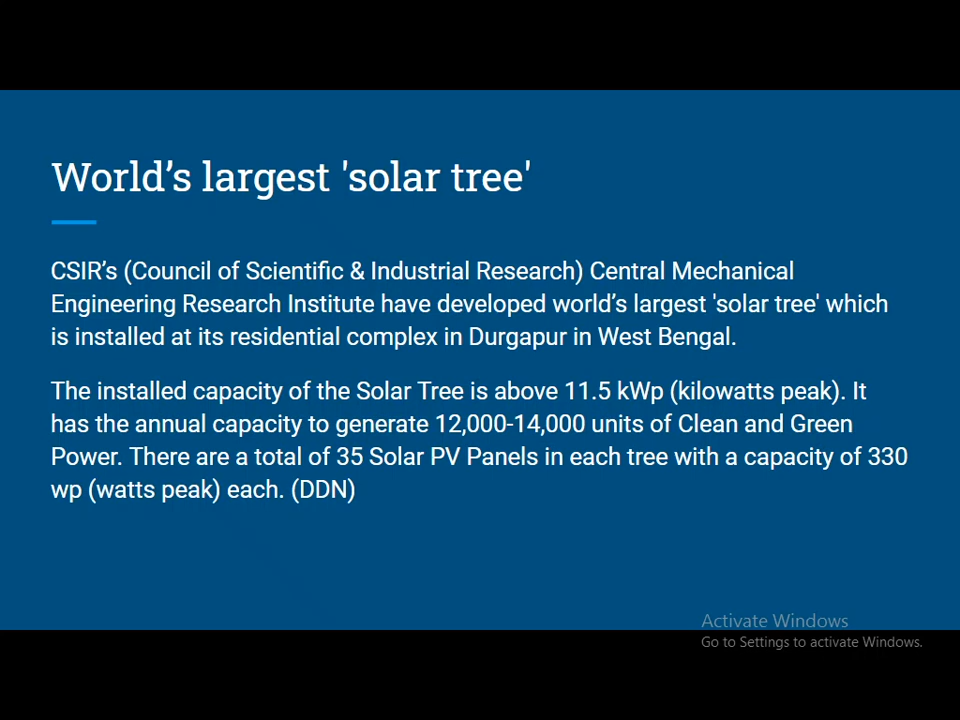 World’s largest 'solar tree'
CSIR’s (Council of Scientific & Industrial Research) Central Mechanical
Engineering Research Institute have developed world’s largest 'solar tree' which
is installed at its residential complex in Durgapur in West Bengal.
The installed capacity of the Solar Tree is above 11.5 kWp (kilowatts peak). It
has the annual capacity to generate 12,000-14,000 units of Clean and Green
Power. There are a total of 35 Solar PV Panels in each tree with a capacity of 330
wp (watts peak) each. (DDN)
Activate Windows
Go to Settings to activate Windows.